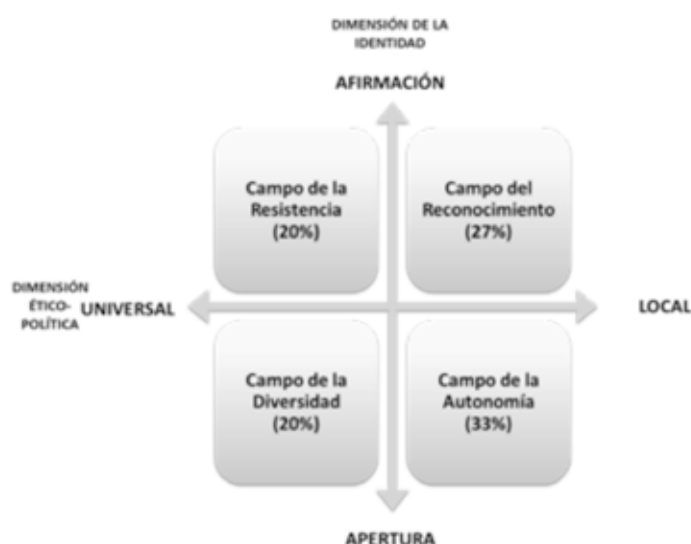 DIMENSIÓN DE LA
IDENTIDAD
AFIRMACIÓN
Campo de la
Resistencia
(20%)
Campo del
Reconocimiento
(27%)
DIMENSIÓN
ÉTICO-
POLÍTICA
UNIVERSAL
LOCAL
Campo de la
Diversidad
(20%)
Campo de la
Autonomía
(33%)
APERTURA